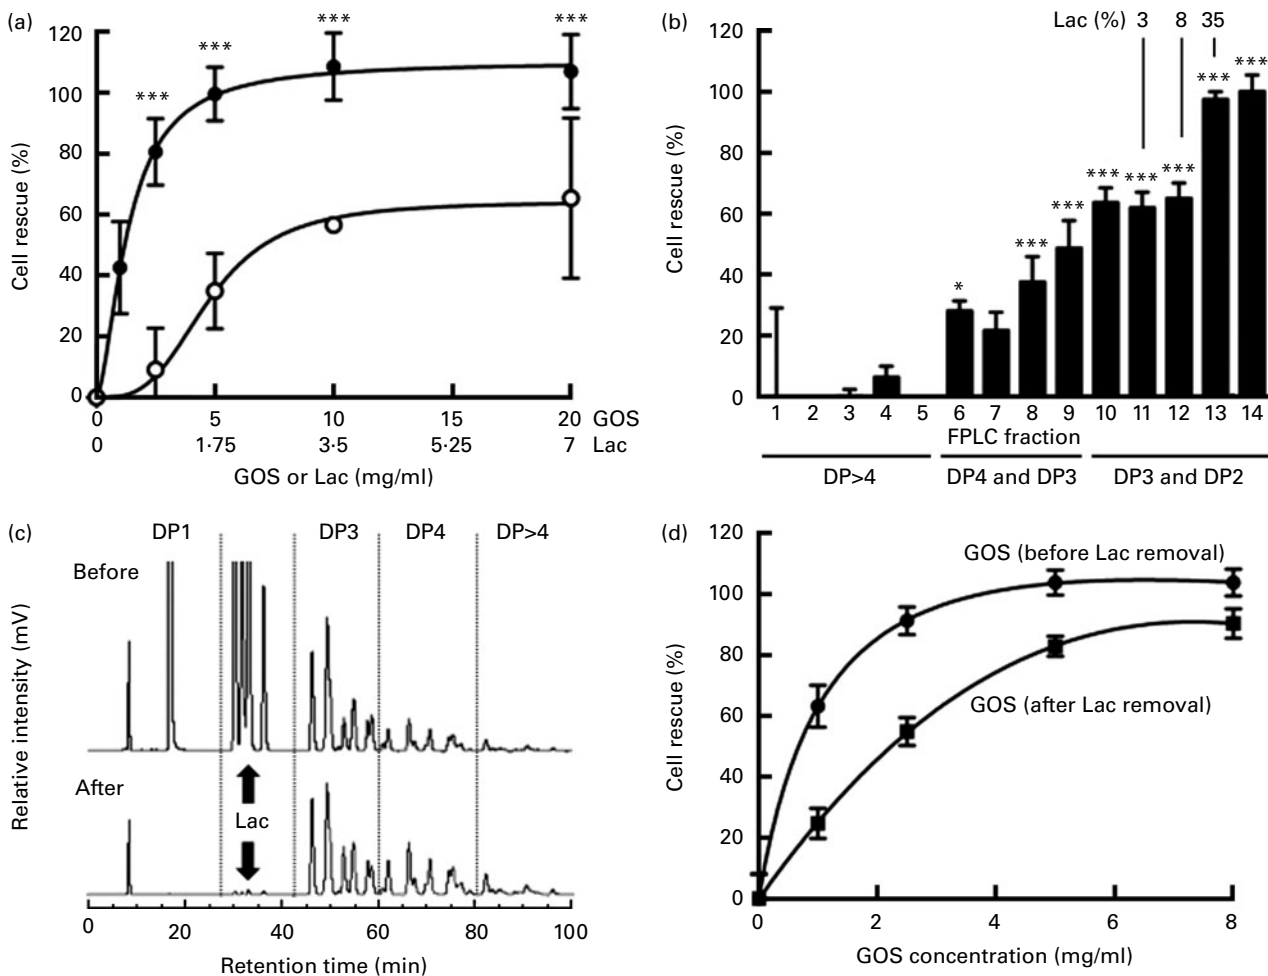 (a)
120
100
80
60
40
20
0
Cell rescue (%)
***
***
***
***
0 5 10 15 20 GOS
0 1·75 3·5 5·25 7 Lac
GOS or Lac (mg/ml)
(b)
Lac (%) 3 8 35
120
100
80
60
40
20
0
Cell rescue (%)
*
***
***
***
***
***
***
***
1 2 3 4 5 6 7 8 9 10 11 12 13 14
FPLC fraction
DP>4 DP4 and DP3 DP3 and DP2
(c)
DP1 DP3 DP4 DP>4
Before
After
Lac
Relative intensity (mV)
0 20 40 60 80 100
Retention time (min)
(d)
120
100
80
60
40
20
0
Cell rescue (%)
GOS (before Lac removal)
GOS (after Lac removal)
0 2 4 6 8
GOS concentration (mg/ml)